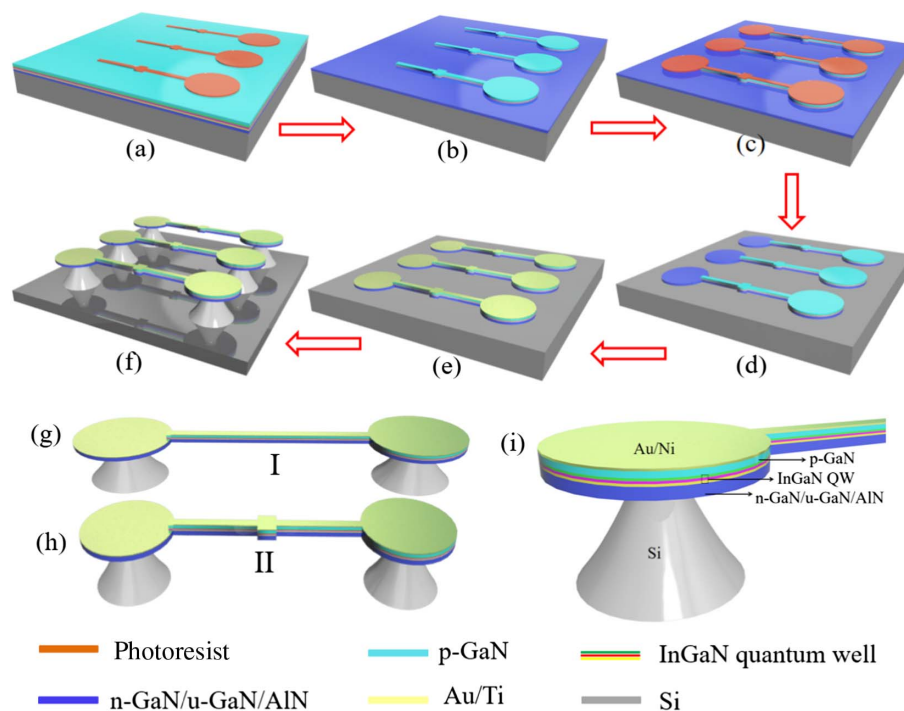 (a)
(b)
(c)
(f)
(e)
(d)
(g)
I
(h)
II
(i)
Au/Ni
p-GaN
InGaN QW
n-GaN/u-GaN/AlN
Si
Photoresist
p-GaN
InGaN quantum well
n-GaN/u-GaN/AlN
Au/Ti
Si